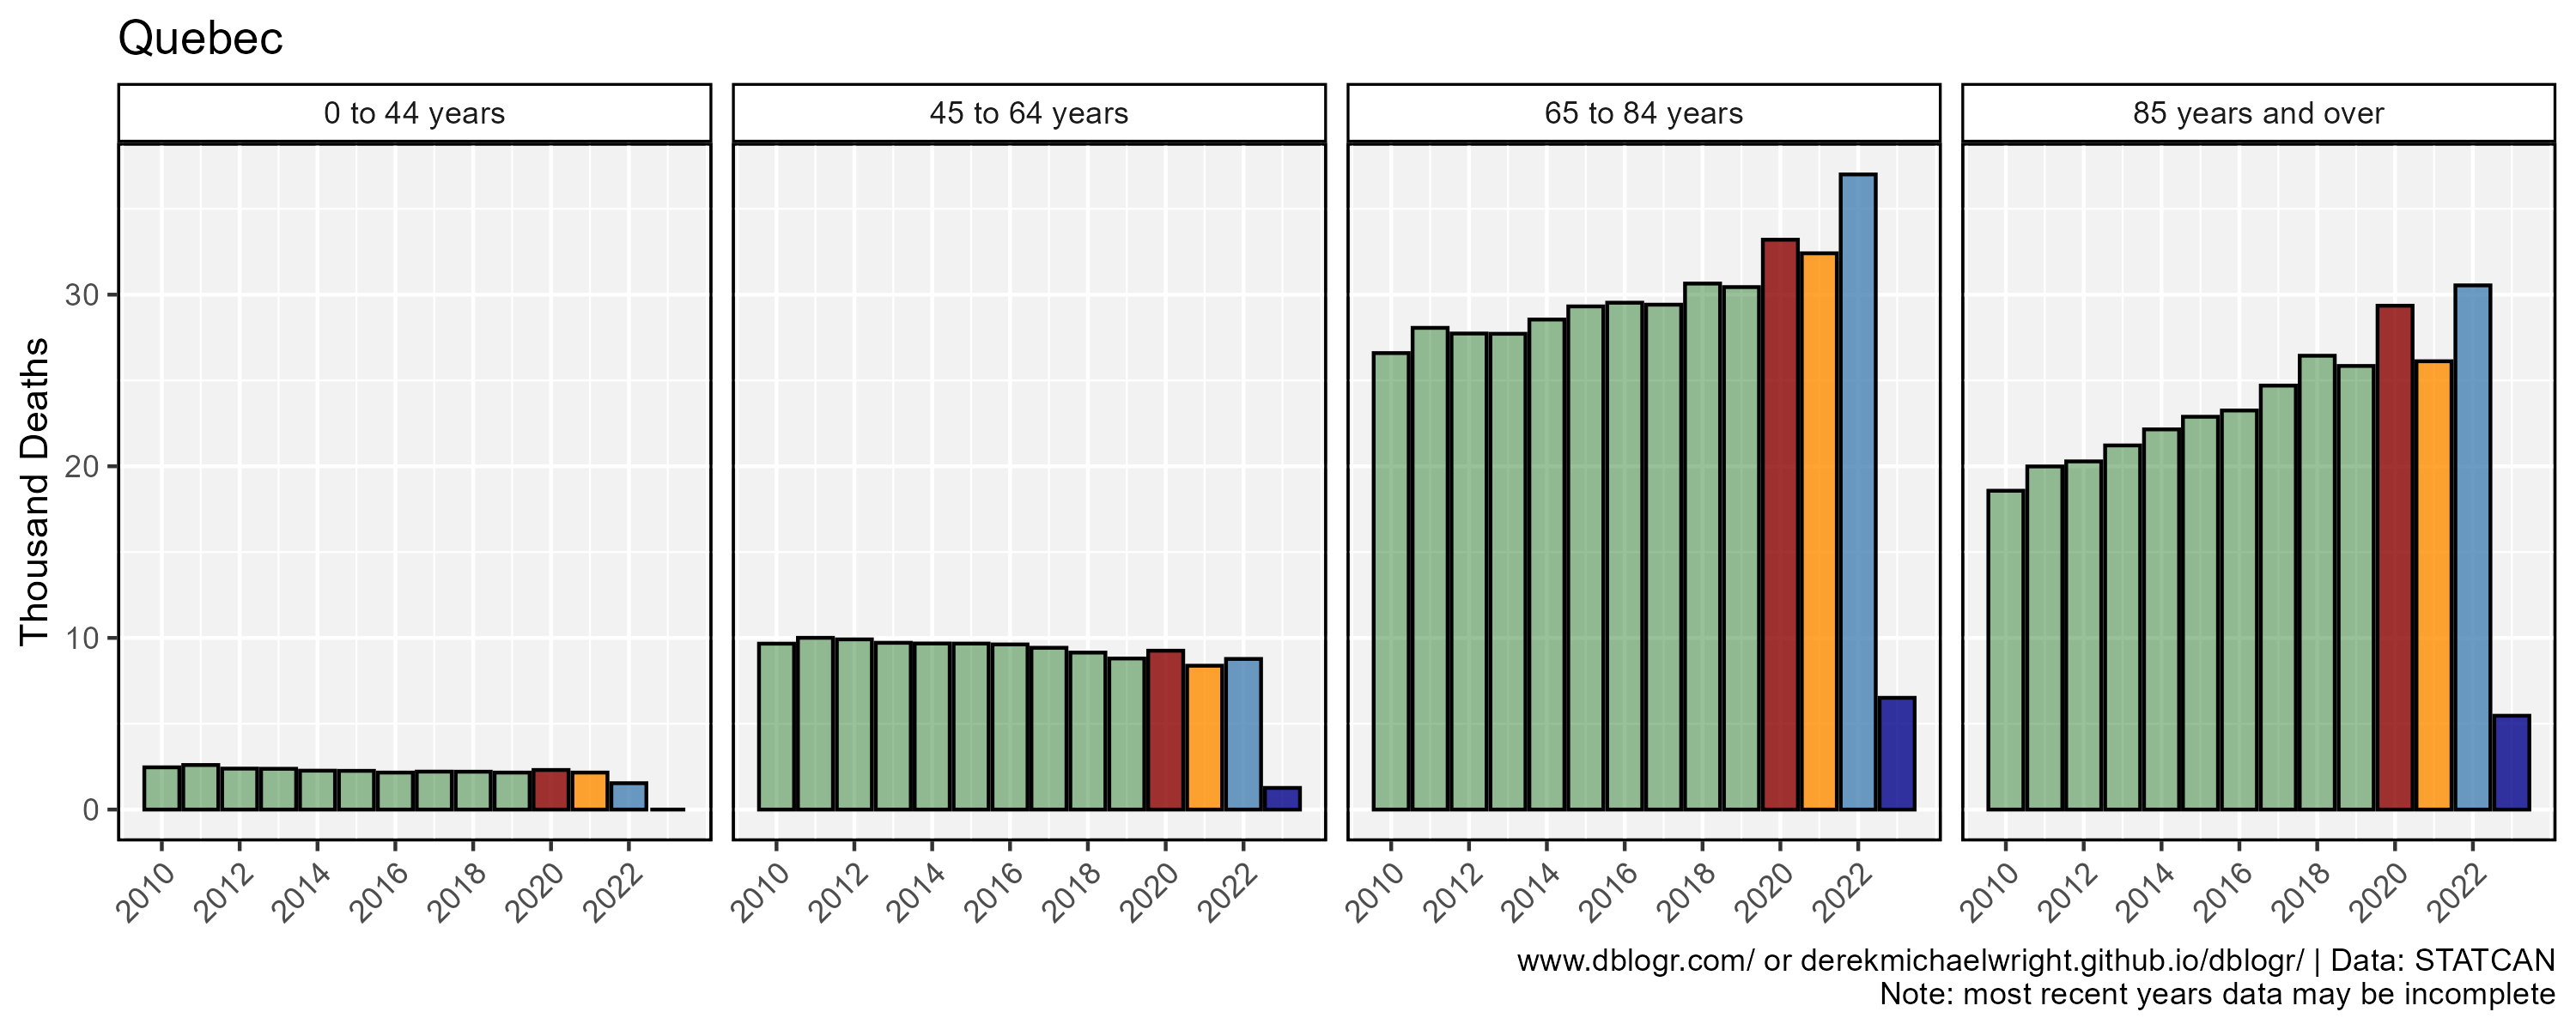 Quebec
0 to 44 years
45 to 64 years
65 to 84 years
85 years and over
Thousand Deaths
30
20
10
0
2010 2012 2014 2016 2018 2020 2022
2010 2012 2014 2016 2018 2020 2022
2010 2012 2014 2016 2018 2020 2022
2010 2012 2014 2016 2018 2020 2022
www.dblogr.com/ or derekmichaelwright.github.io/dblogr/ | Data: STATCAN
Note: most recent years data may be incomplete